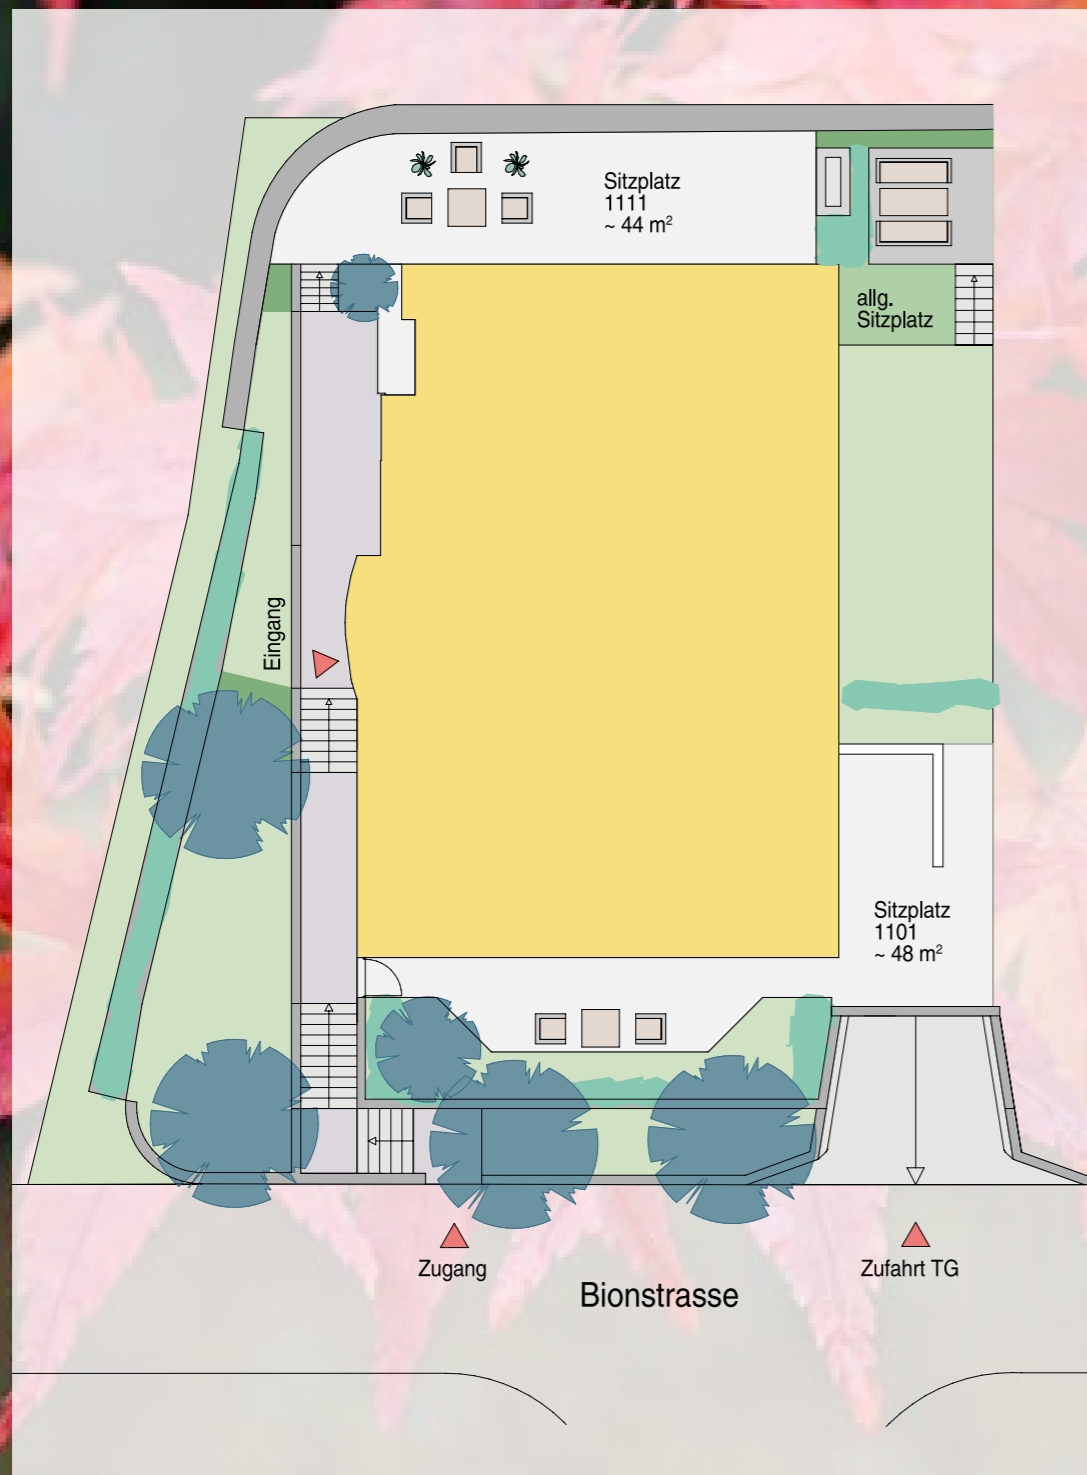 Sitzplatz
1111
~ 44 m²
allg.
Sitzplatz
Eingang
Sitzplatz
1101
~ 48 m²
Zugang
Zufahrt TG
Bionstrasse